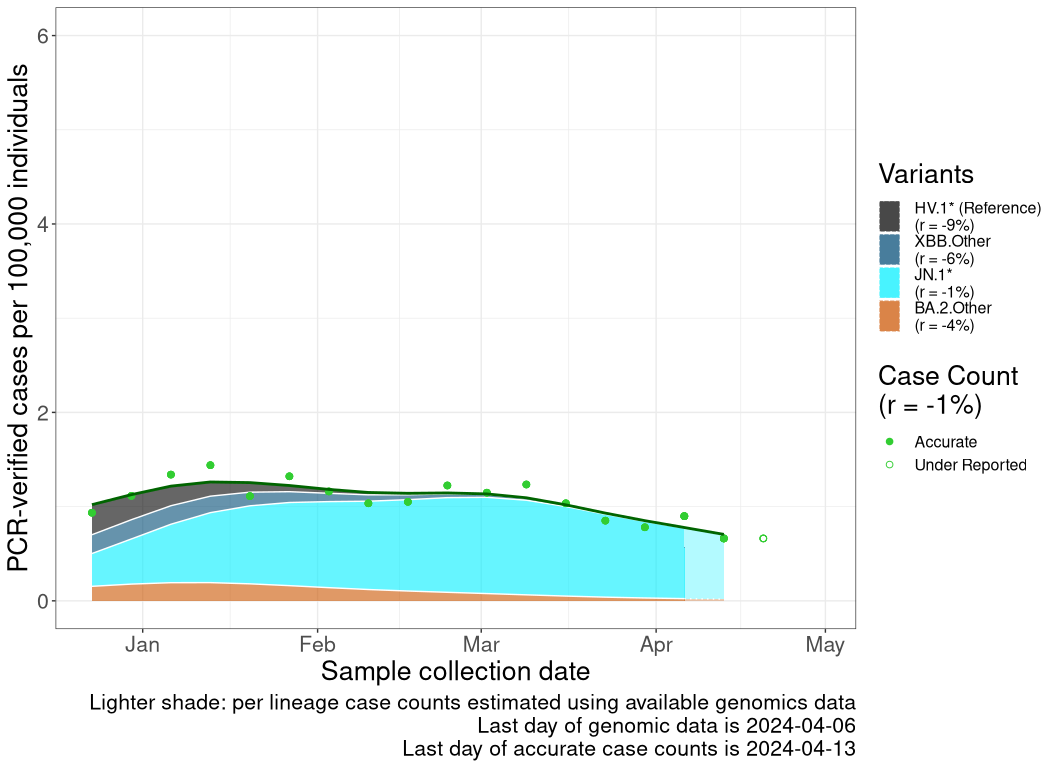 PCR-verified cases per 100,000 individuals
6
4
2
0
Jan Feb Mar Apr May
Sample collection date
Lighter shade: per lineage case counts estimated using available genomics data
Last day of genomic data is 2024-04-06
Last day of accurate case counts is 2024-04-13
Variants
HV.1* (Reference)
(r = -9%)
XBB.Other
(r = -6%)
JN.1*
(r = -1%)
BA.2.Other
(r = -4%)
Case Count
(r = -1%)
Accurate
Under Reported